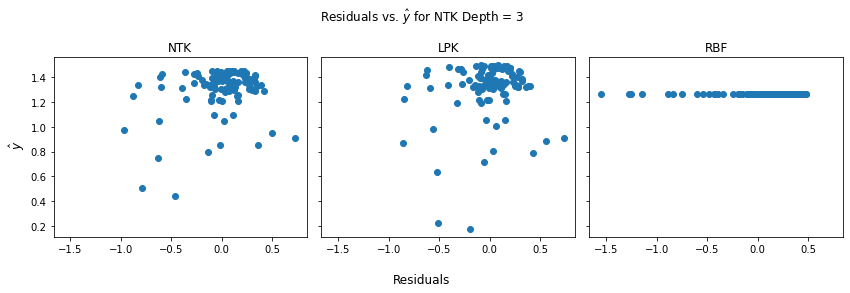 Residuals vs. ŷ for NTK Depth = 3
NTK LPK RBF
1.4
1.2
1.0
0.8
0.6
0.4
0.2
ŷ
−1.5 −1.0 −0.5 0.0 0.5 −1.5 −1.0 −0.5 0.0 0.5 −1.5 −1.0 −0.5 0.0 0.5
Residuals